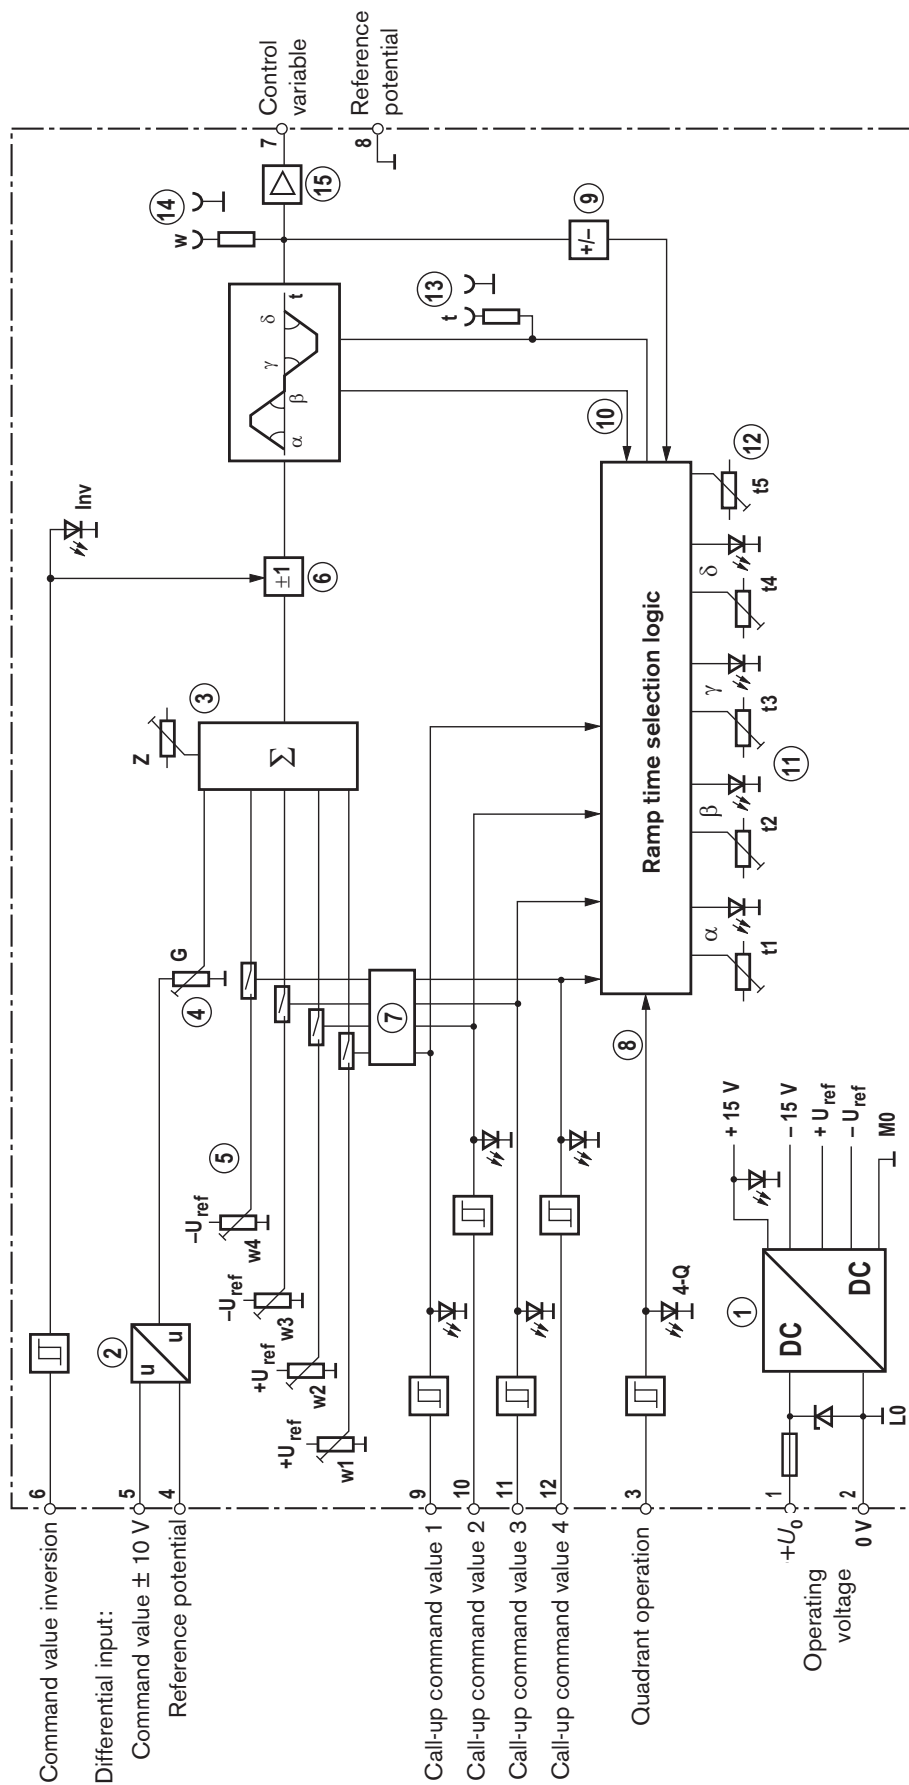 Command value inversion
6
Inv
Differential input:
Command value ± 10 V
5
Reference potential
4
2
u
u
4
G
Z
3
Σ
±1
6
α
β
γ
δ
t
w
14
15
7
Control
variable
8
Reference
potential
5
–Uref
w4
–Uref
w3
+Uref
w2
+Uref
w1
7
t
13
+/–
9
Call-up command value 1
9
Call-up command value 2
10
Call-up command value 3
11
Call-up command value 4
12
Quadrant operation
3
4-Q
8
Ramp time selection logic
10
α
β
γ
δ
t1
t2
t3
t4
t5
11
12
Operating
voltage
+U0
1
0 V
2
L0
1
DC
DC
+ 15 V
– 15 V
+ Uref
– Uref
M0